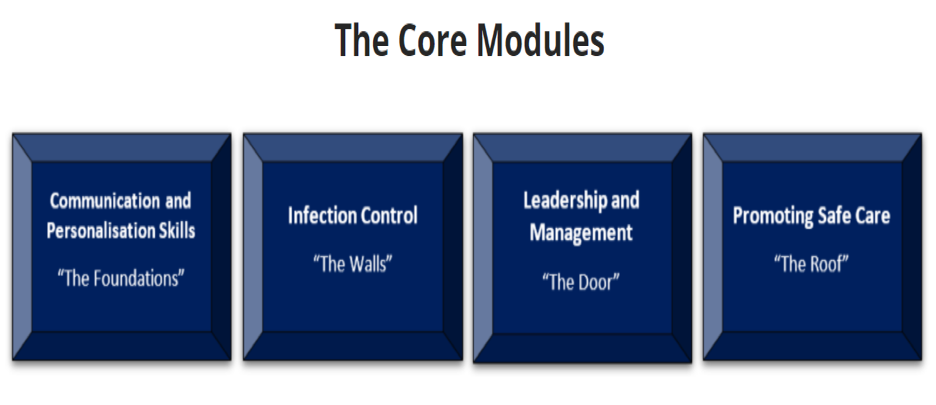 The Core Modules
Communication and
Personalisation Skills
“The Foundations”
Infection Control
“The Walls”
Leadership and
Management
“The Door”
Promoting Safe Care
“The Roof”